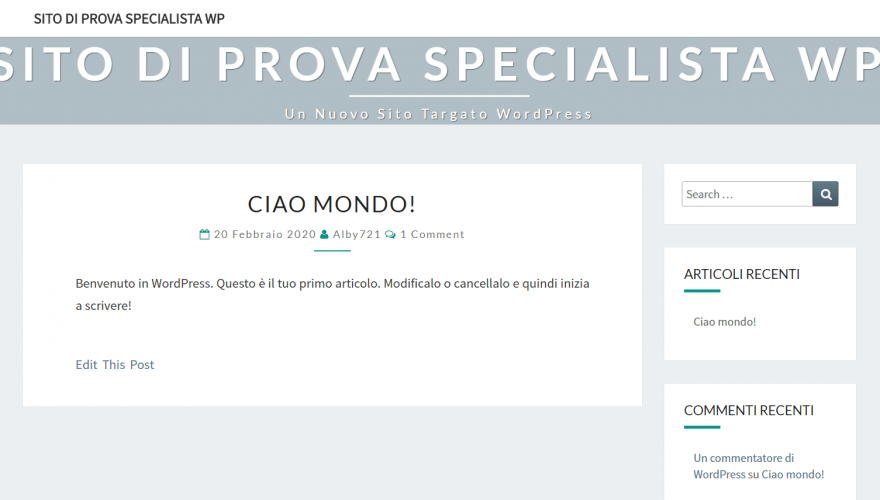 SITO DI PROVA SPECIALISTA WP
SITO DI PROVA SPECIALISTA WP
Un Nuovo Sito Targato WordPress
CIAO MONDO!
20 Febbraio 2020 Alby721 1 Comment
Benvenuto in WordPress. Questo è il tuo primo articolo. Modificalo o cancellalo e quindi inizia
a scrivere!
Edit This Post
Search …
ARTICOLI RECENTI
Ciao mondo!
COMMENTI RECENTI
Un commentatore di
WordPress su Ciao mondo!